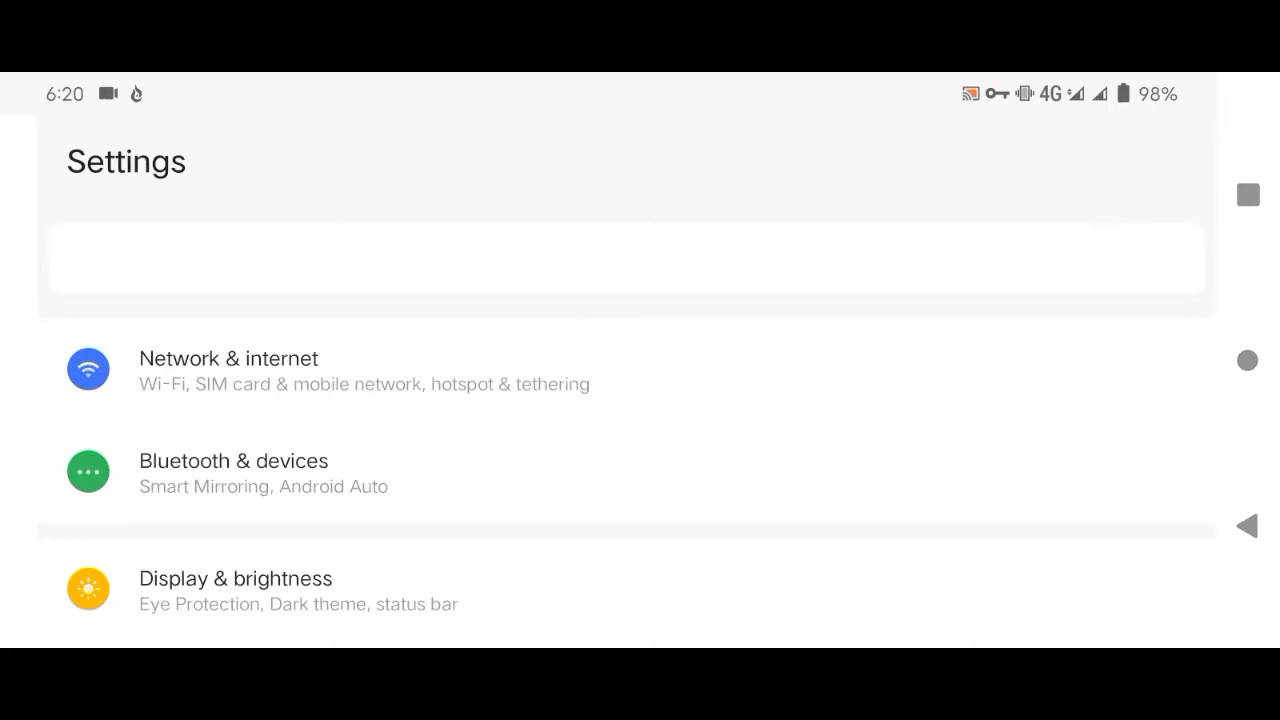 6:20 4G 98%
Settings
Network & internet
Wi-Fi, SIM card & mobile network, hotspot & tethering
Bluetooth & devices
Smart Mirroring, Android Auto
Display & brightness
Eye Protection, Dark theme, status bar